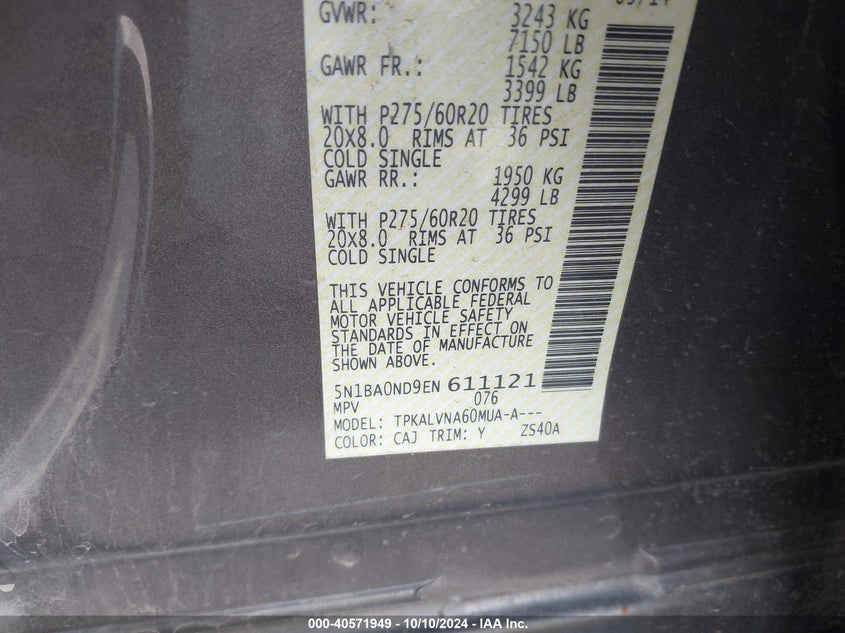 GVWR: 3243 KG
7150 LB
GAWR FR.: 1542 KG
3399 LB
WITH P275/60R20 TIRES
20X8.0 RIMS AT 36 PSI
COLD SINGLE
GAWR RR.: 1950 KG
4299 LB
WITH P275/60R20 TIRES
20X8.0 RIMS AT 36 PSI
COLD SINGLE
THIS VEHICLE CONFORMS TO
ALL APPLICABLE FEDERAL
MOTOR VEHICLE SAFETY
STANDARDS IN EFFECT ON
THE DATE OF MANUFACTURE
SHOWN ABOVE.
5N1BA0ND9EN 611121
MPV 076
MODEL: TPKALVNA60MUA-A---
COLOR: CAJ TRIM: Y ZS40A
000-40571949 - 10/10/2024 - IAA Inc.